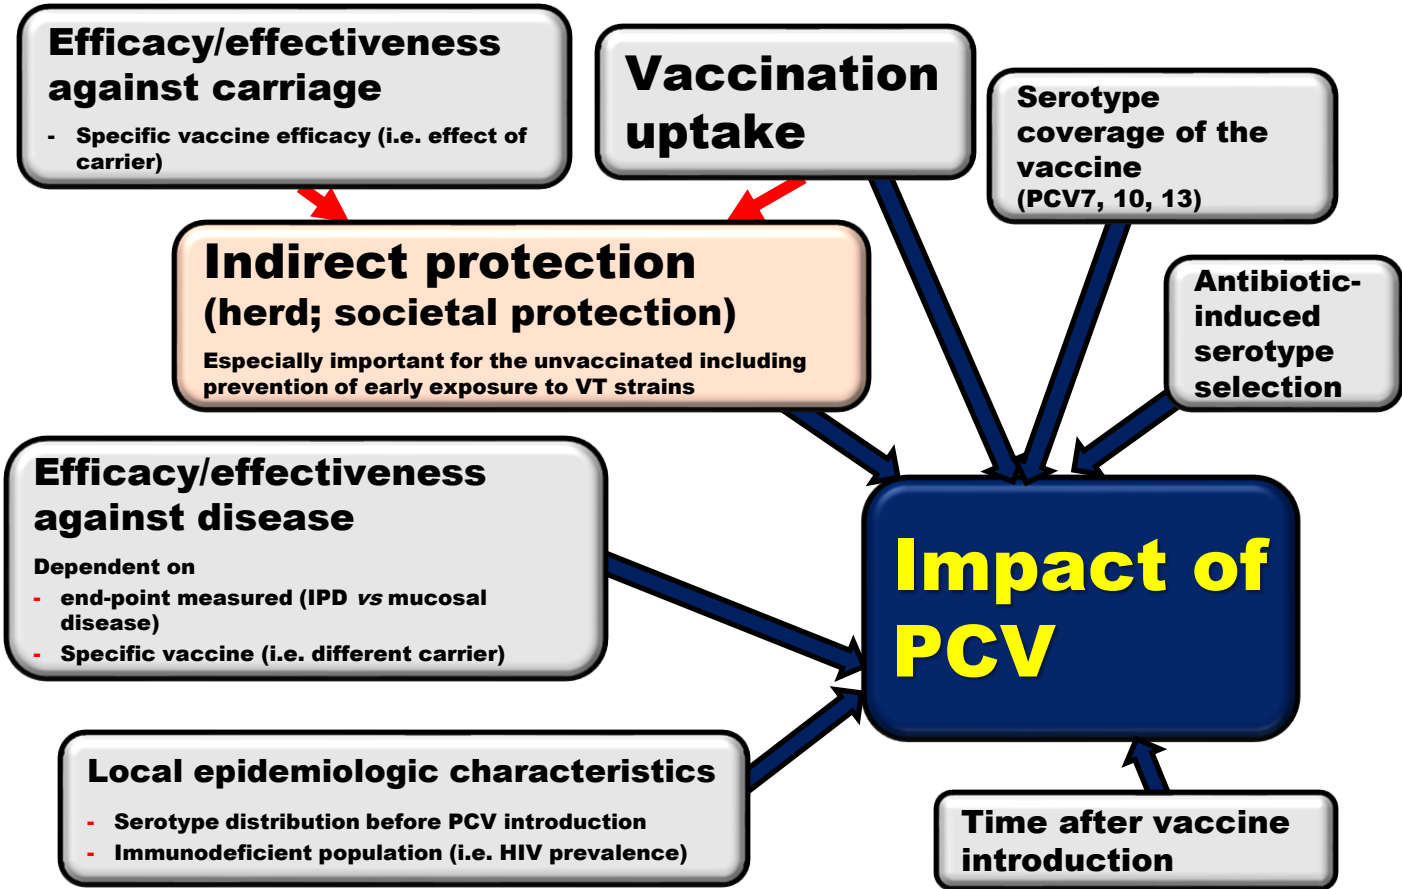 Efficacy/effectiveness
against carriage
- Specific vaccine efficacy (i.e. effect of
carrier)
Vaccination
uptake
Serotype
coverage of the
vaccine
(PCV7, 10, 13)
Indirect protection
(herd; societal protection)
Especially important for the unvaccinated including
prevention of early exposure to VT strains
Antibiotic-
induced
serotype
selection
Efficacy/effectiveness
against disease
Dependent on
- end-point measured (IPD vs mucosal
disease)
- Specific vaccine (i.e. different carrier)
Impact of
PCV
Local epidemiologic characteristics
- Serotype distribution before PCV introduction
- Immunodeficient population (i.e. HIV prevalence)
Time after vaccine
introduction